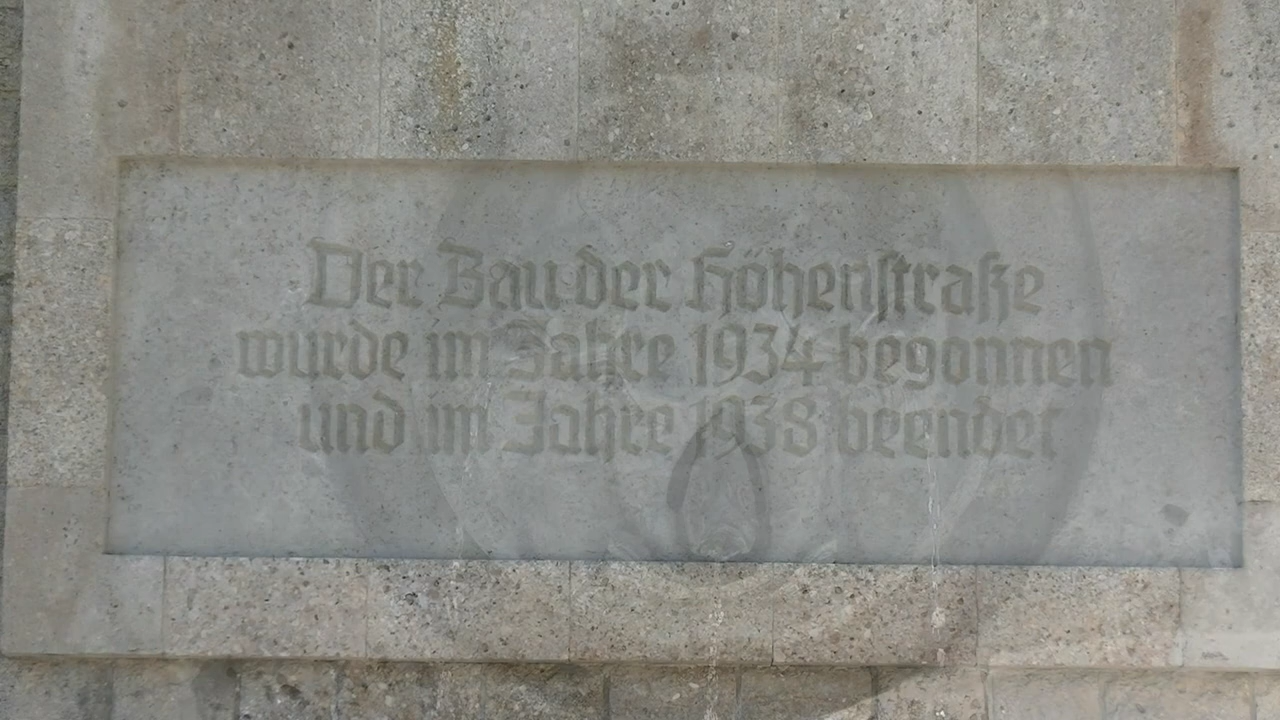 Der Bau der Höhenstraße
wurde im Jahre 1934 begonnen
und im Jahre 1938 beendet